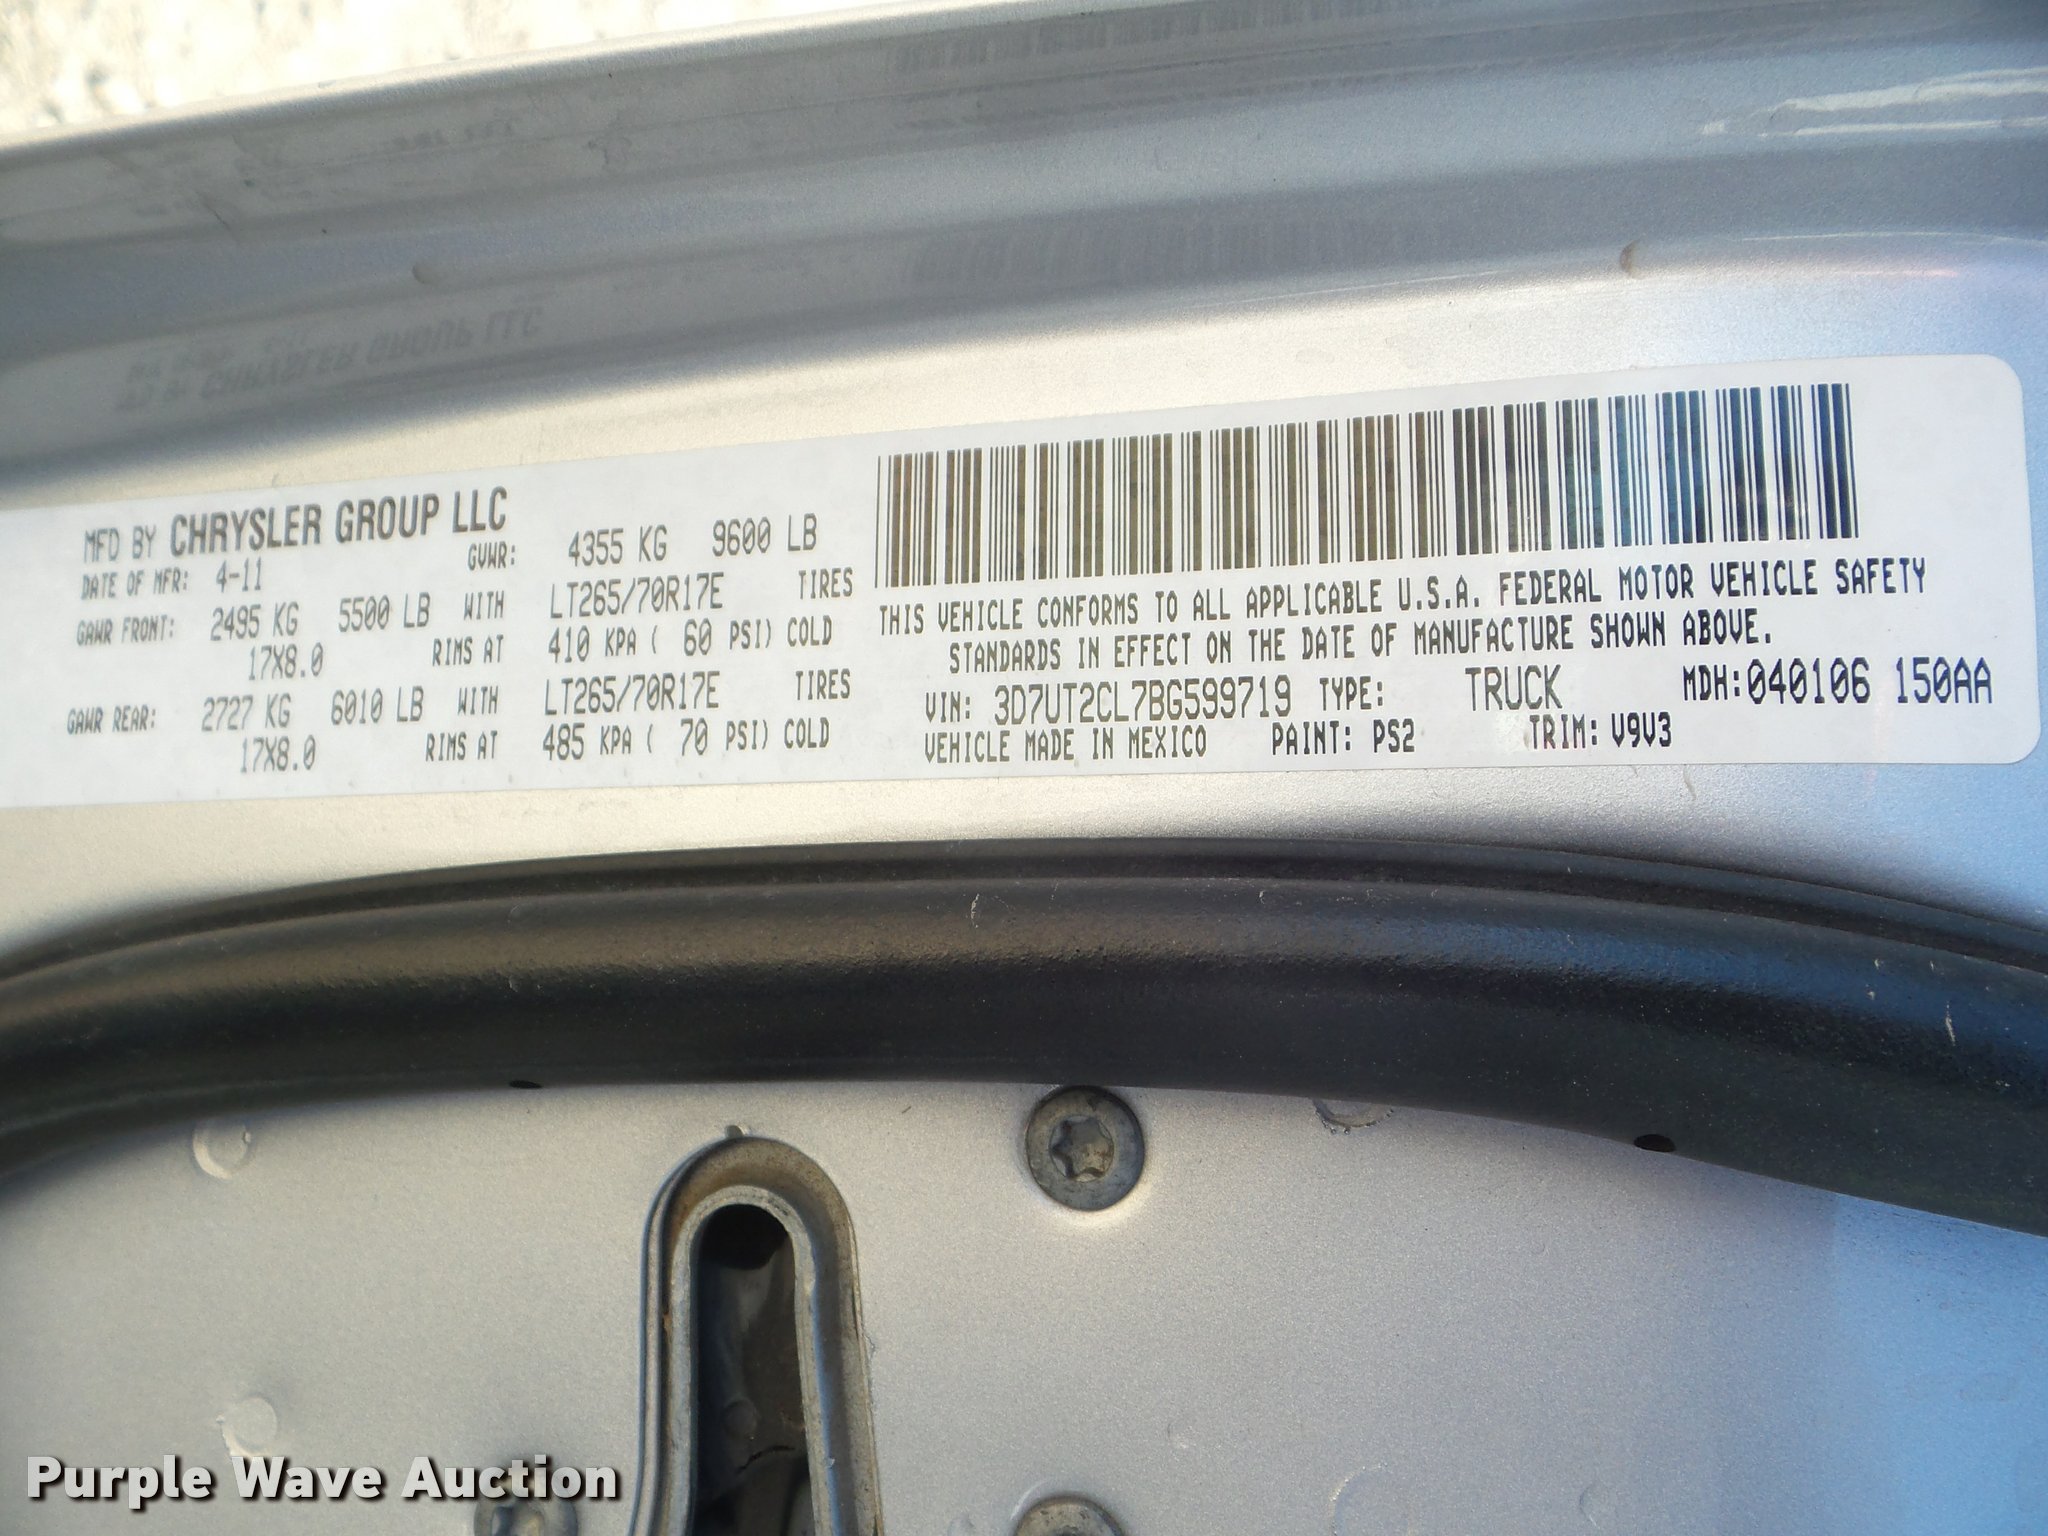 MFD BY CHRYSLER GROUP LLC
DATE OF MFR: 4-11 GVWR: 4355 KG 9600 LB
GAWR FRONT: 2495 KG 5500 LB WITH LT265/70R17E TIRES
17X8.0 RIMS AT 410 KPA ( 60 PSI) COLD
GAWR REAR: 2727 KG 6010 LB WITH LT265/70R17E TIRES
17X8.0 RIMS AT 485 KPA ( 70 PSI) COLD
THIS VEHICLE CONFORMS TO ALL APPLICABLE U.S.A. FEDERAL MOTOR VEHICLE SAFETY
STANDARDS IN EFFECT ON THE DATE OF MANUFACTURE SHOWN ABOVE.
VIN: 3D7UT2CL7BG599719 TYPE: TRUCK MDH:040106 150AA
VEHICLE MADE IN MEXICO PAINT: PS2 TRIM: V9V3
Purple Wave Auction